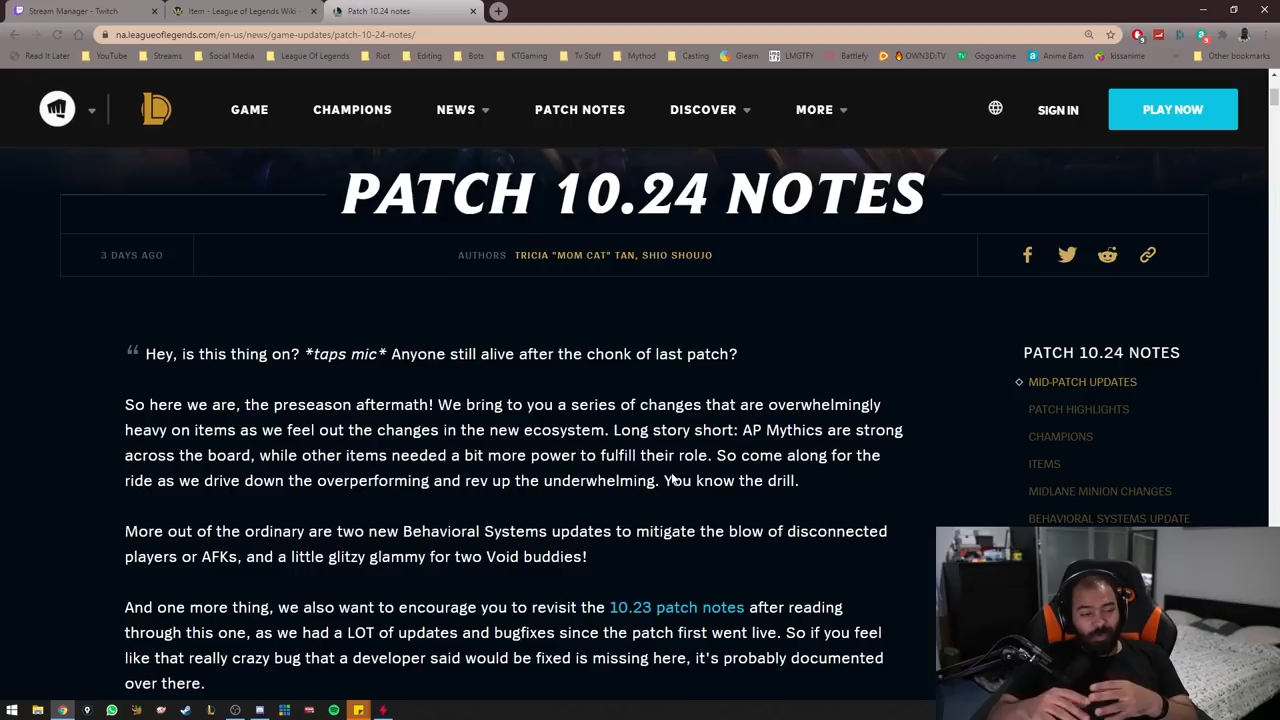 Stream Manager - Twitch
Item - League of Legends Wiki -
Patch 10.24 notes
na.leagueoflegends.com/en-us/news/game-updates/patch-10-24-notes/
Read It Later YouTube Streams Social Media League Of Legends Riot Editing Bots KTGaming Tv Stuff Mythod Casting Gleam LMGTFY Battlefy OWN3D:TV Gogoanime Anime Bam kissanime Other bookmarks
GAME CHAMPIONS NEWS PATCH NOTES DISCOVER MORE SIGN IN PLAY NOW
PATCH 10.24 NOTES
3 DAYS AGO
AUTHORS TRICIA "MOM CAT" TAN, SHIO SHOUJO
“ Hey, is this thing on? *taps mic* Anyone still alive after the chonk of last patch?
So here we are, the preseason aftermath! We bring to you a series of changes that are overwhelmingly
heavy on items as we feel out the changes in the new ecosystem. Long story short: AP Mythics are strong
across the board, while other items needed a bit more power to fulfill their role. So come along for the
ride as we drive down the overperforming and rev up the underwhelming. You know the drill.
More out of the ordinary are two new Behavioral Systems updates to mitigate the blow of disconnected
players or AFKs, and a little glitzy glammy for two Void buddies!
And one more thing, we also want to encourage you to revisit the 10.23 patch notes after reading
through this one, as we had a LOT of updates and bugfixes since the patch first went live. So if you feel
like that really crazy bug that a developer said would be fixed is missing here, it's probably documented
over there.
PATCH 10.24 NOTES
MID-PATCH UPDATES
PATCH HIGHLIGHTS
CHAMPIONS
ITEMS
MIDLANE MINION CHANGES
BEHAVIORAL SYSTEMS UPDATE